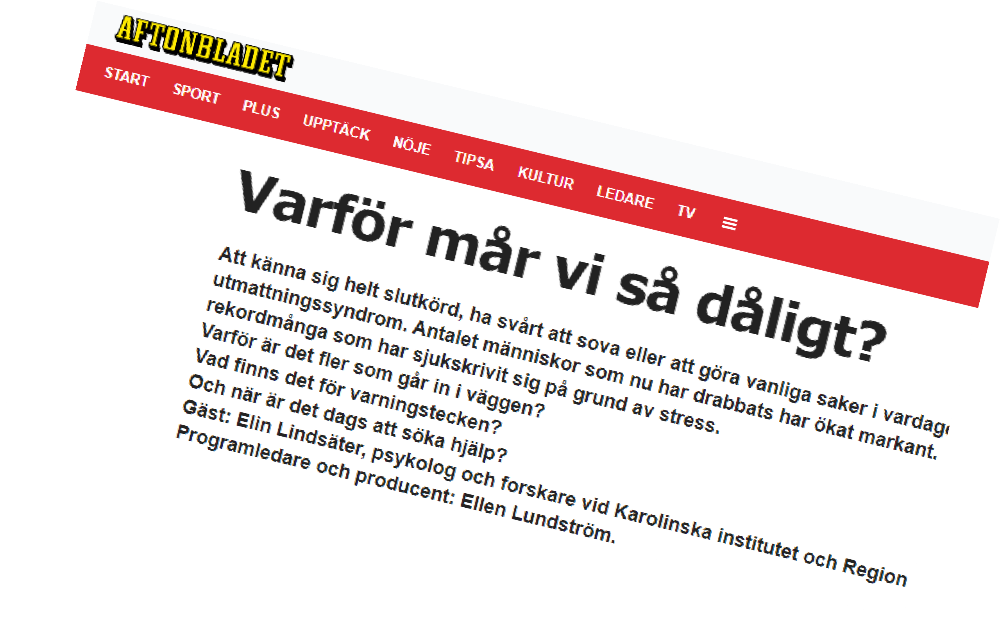 AFTONBLADET
START SPORT PLUS UPPTÄCK NÖJE TIPSA KULTUR LEDARE TV
Varför mår vi så dåligt?
Att känna sig helt slutkörd, ha svårt att sova eller att göra vanliga saker i vardag
utmattningssyndrom. Antalet människor som nu har drabbats har ökat markant.
rekordmånga som har sjukskrivit sig på grund av stress.
Varför är det fler som går in i väggen?
Vad finns det för varningstecken?
Och när är det dags att söka hjälp?
Gäst: Elin Lindsäter, psykolog och forskare vid Karolinska institutet och Region
Programledare och producent: Ellen Lundström.